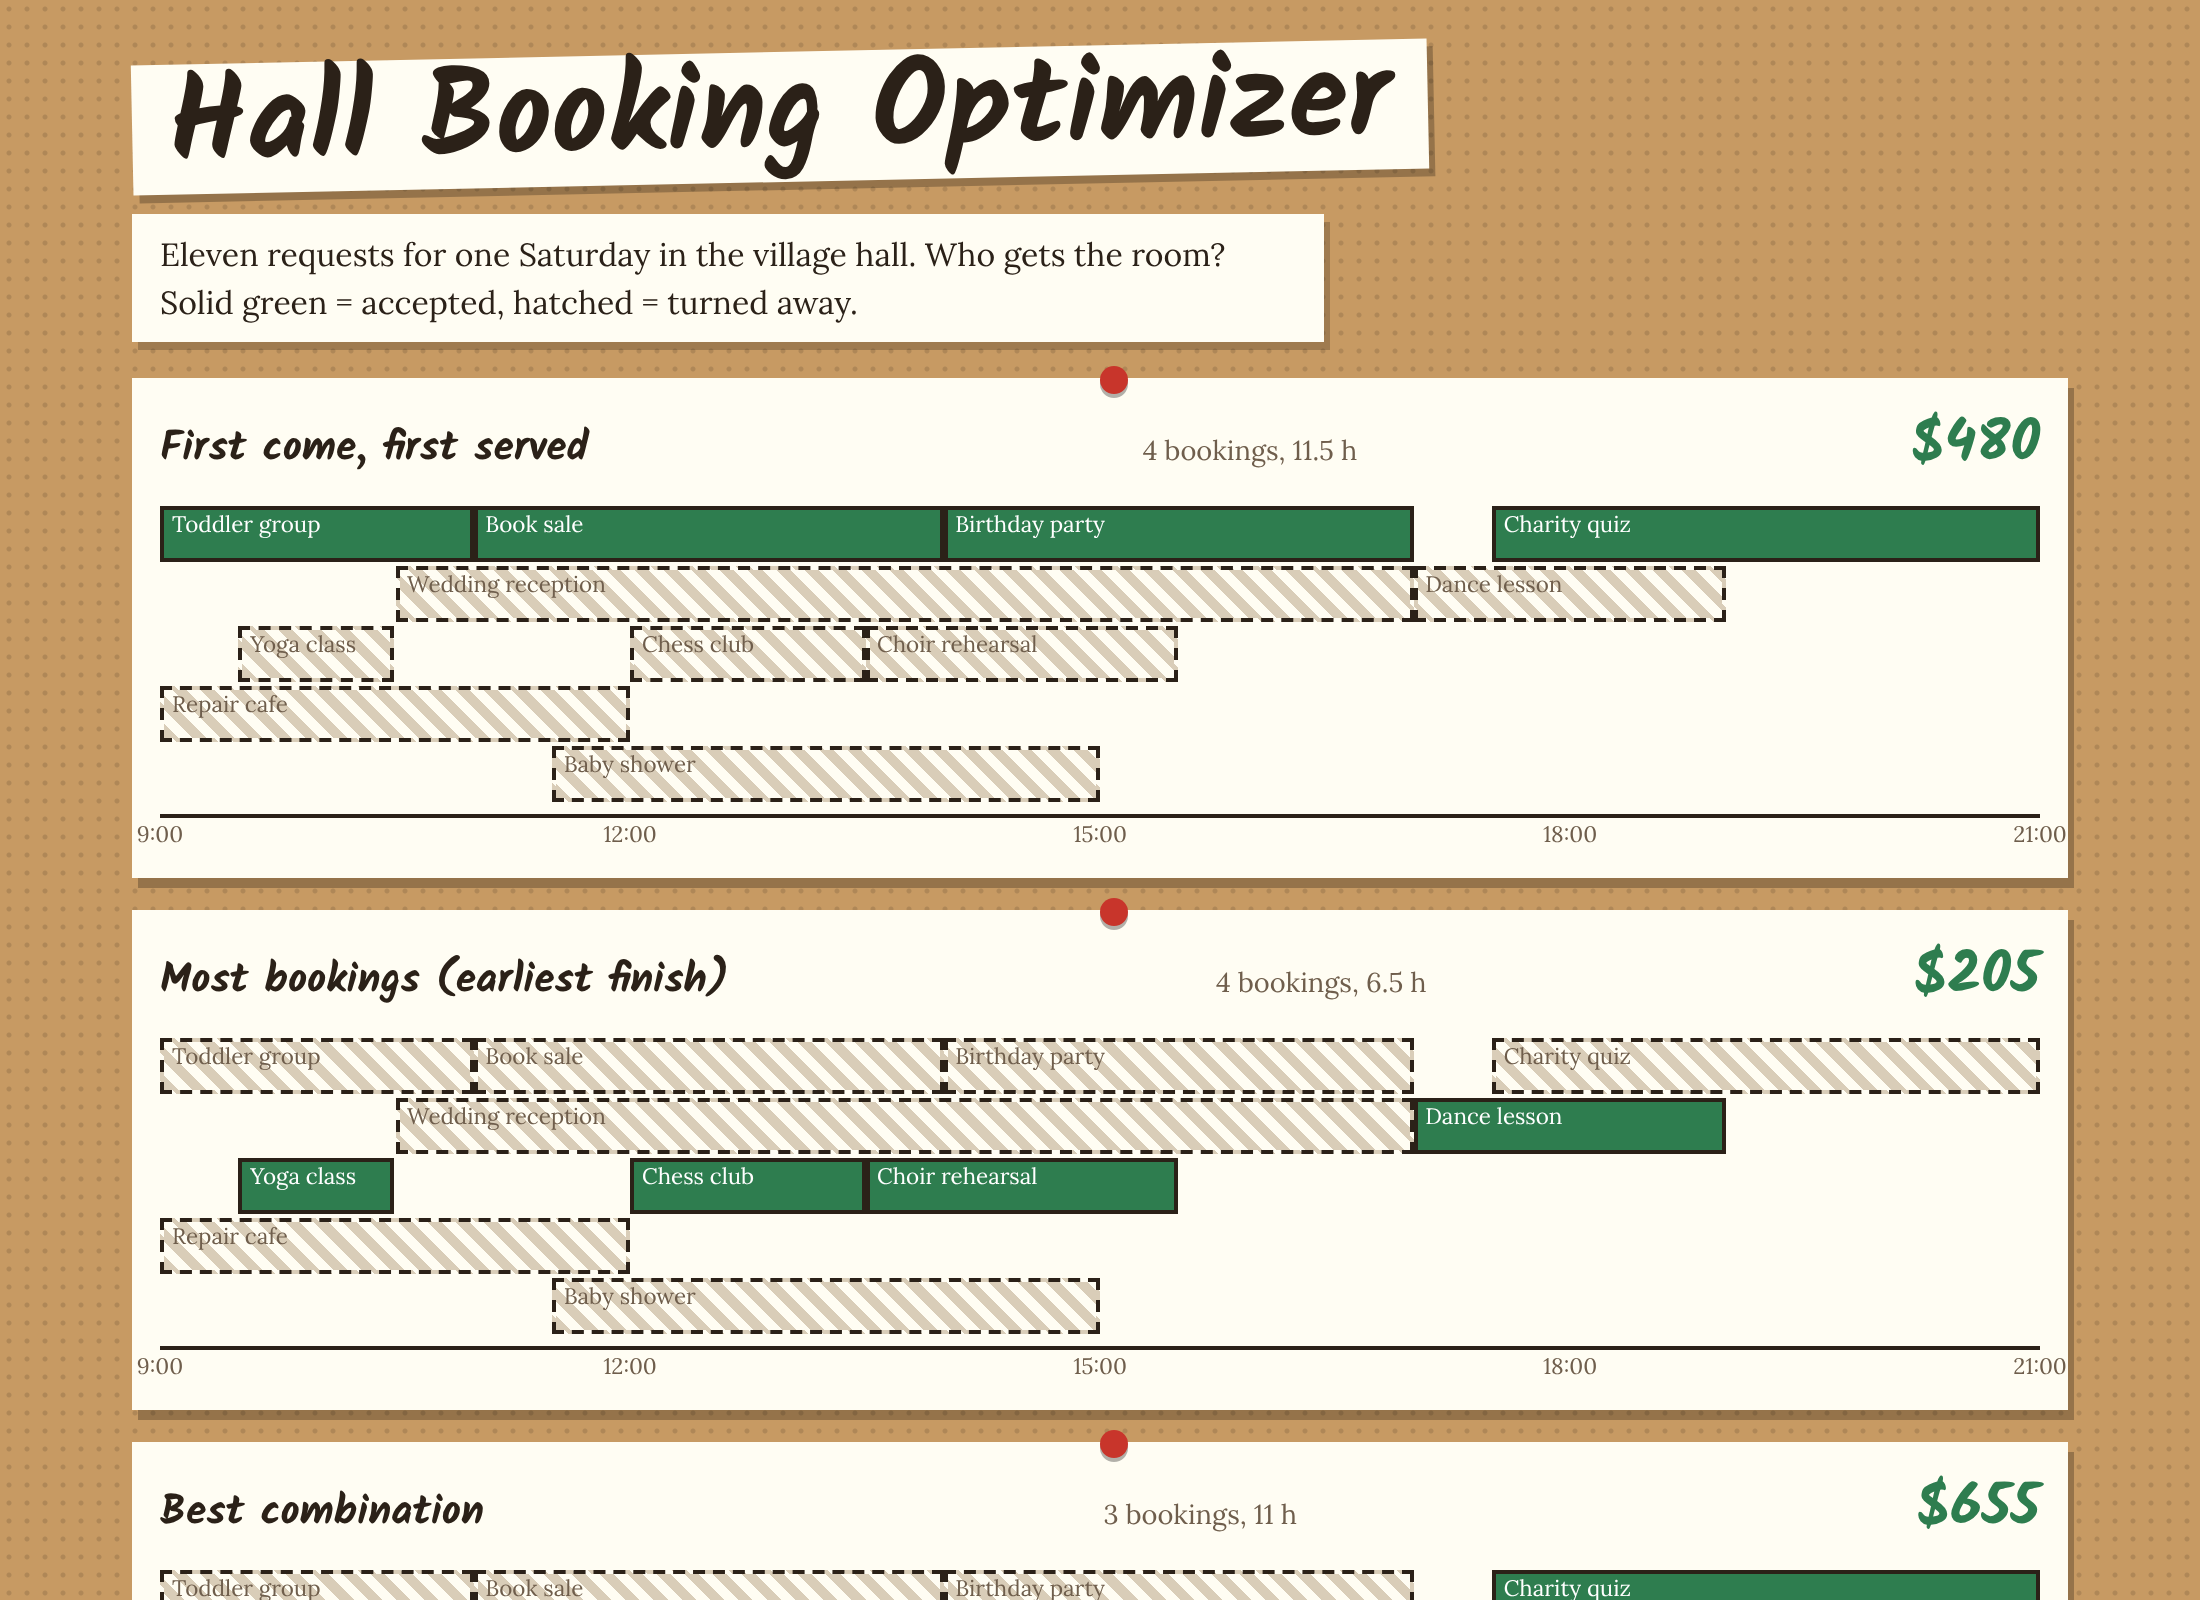 Hall Booking Optimizer
Eleven requests for one Saturday in the village hall. Who gets the room?
Solid green = accepted, hatched = turned away.
First come, first served
4 bookings, 11.5 h
$480
Toddler group
Book sale
Birthday party
Charity quiz
Wedding reception
Dance lesson
Yoga class
Chess club
Choir rehearsal
Repair cafe
Baby shower
9:00
12:00
15:00
18:00
21:00
Most bookings (earliest finish)
4 bookings, 6.5 h
$205
Toddler group
Book sale
Birthday party
Charity quiz
Wedding reception
Dance lesson
Yoga class
Chess club
Choir rehearsal
Repair cafe
Baby shower
9:00
12:00
15:00
18:00
21:00
Best combination
3 bookings, 11 h
$655
Toddler group
Book sale
Birthday party
Charity quiz